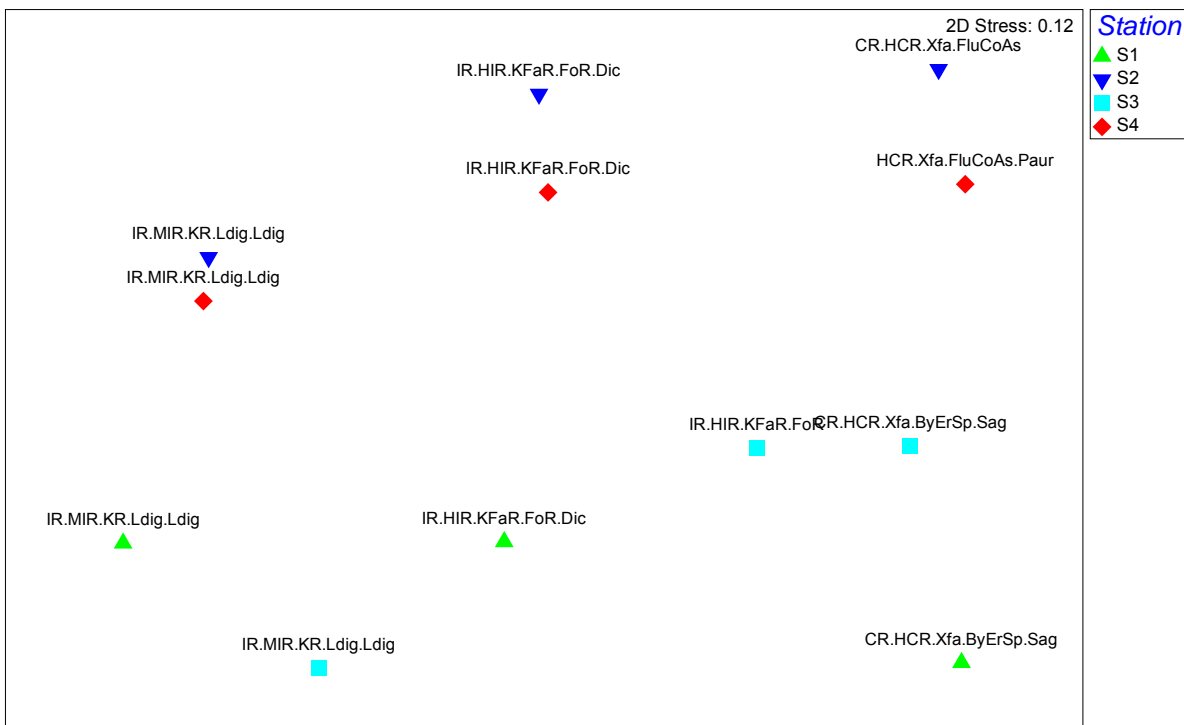 2D Stress: 0.12
CR.HCR.Xfa.FluCoAs
IR.HIR.KFaR.FoR.Dic
IR.HIR.KFaR.FoR.Dic
HCR.Xfa.FluCoAs.Paur
IR.MIR.KR.Ldig.Ldig
IR.MIR.KR.Ldig.Ldig
IR.HIR.KFaR.FoR
CR.HCR.Xfa.ByErSp.Sag
IR.MIR.KR.Ldig.Ldig
IR.HIR.KFaR.FoR.Dic
IR.MIR.KR.Ldig.Ldig
CR.HCR.Xfa.ByErSp.Sag
Station
S1
S2
S3
S4